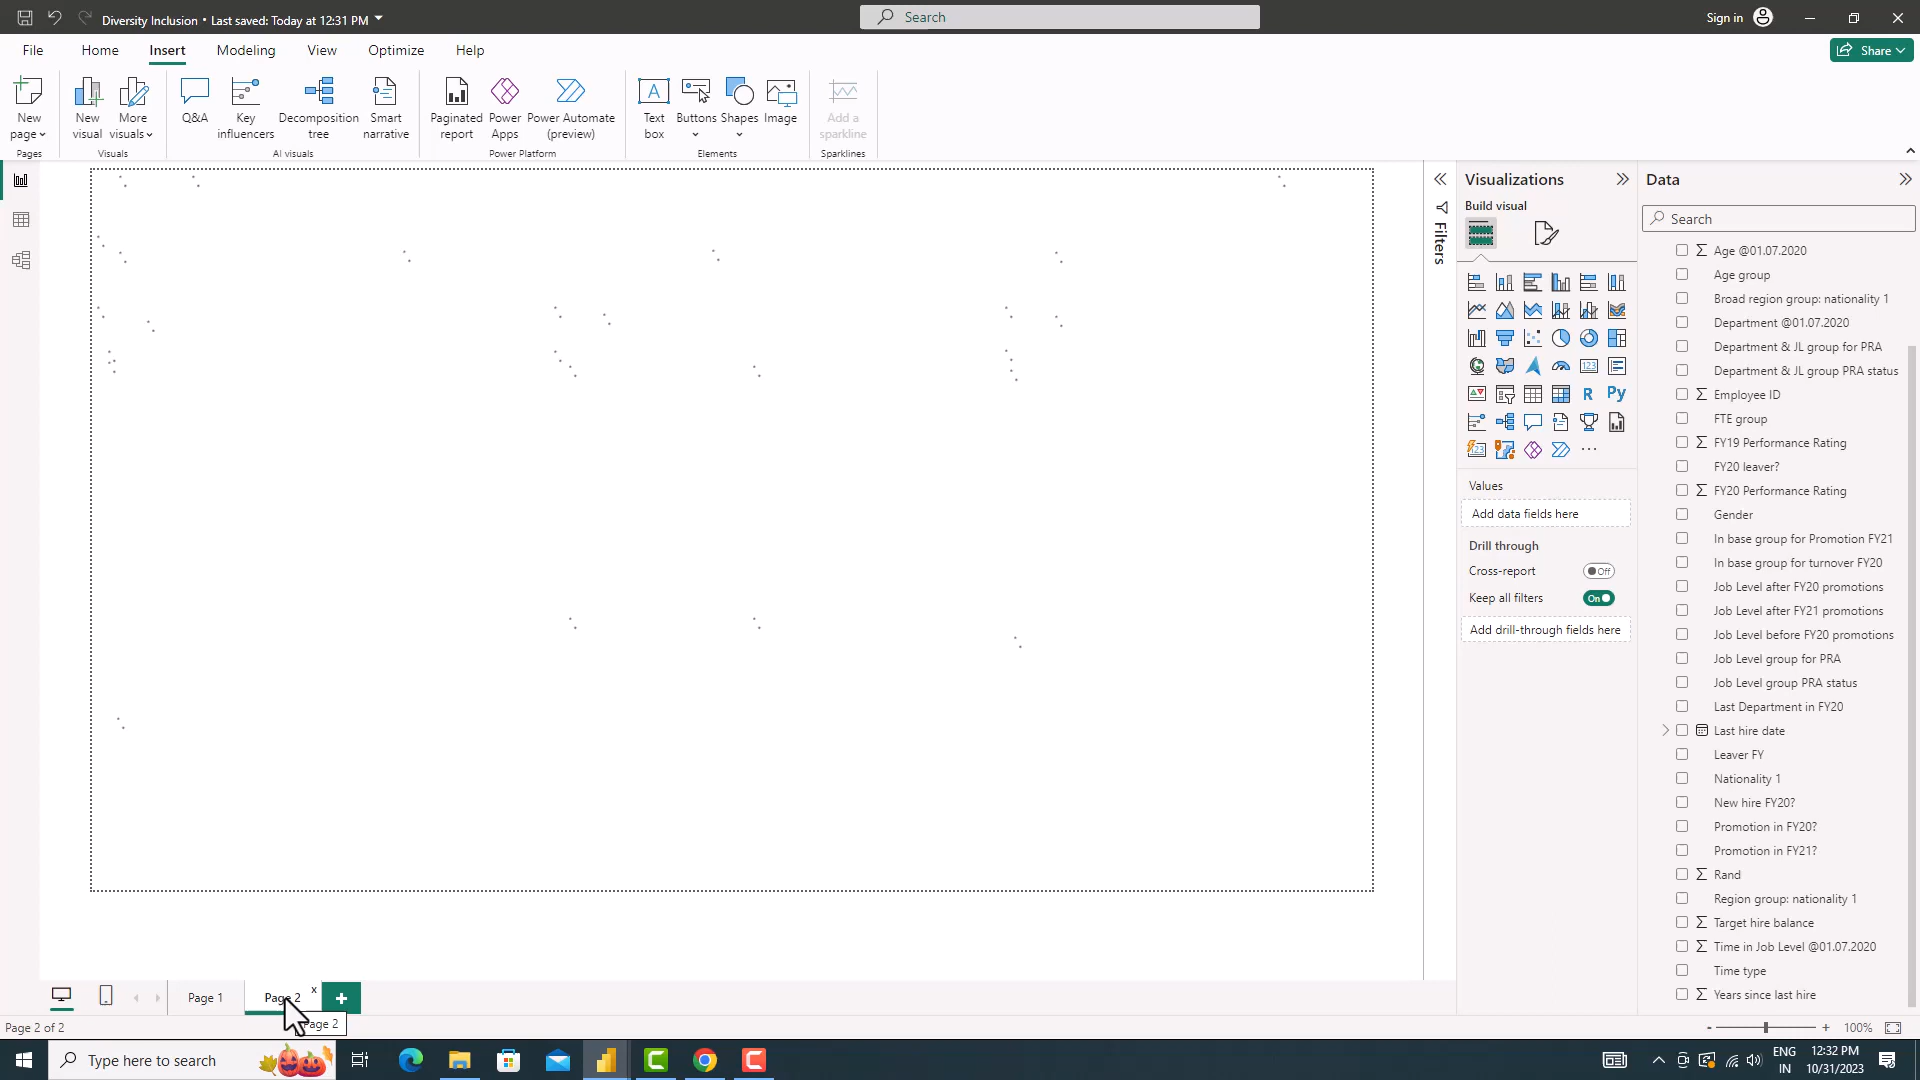 Diversity Inclusion • Last saved: Today at 12:31 PM
Search
Sign in
File
Home
Insert
Modeling
View
Optimize
Help
Share
New page
New visual
More visuals
Q&A
Key influencers
Decomposition tree
Smart narrative
Paginated report
Power Apps
Power Automate (preview)
Text box
Buttons
Shapes
Image
Add a sparkline
Pages
Visuals
AI visuals
Power Platform
Elements
Sparklines
Filters
Visualizations
Build visual
123
R
Py
123
Values
Add data fields here
Drill through
Cross-report
Off
Keep all filters
On
Add drill-through fields here
Data
Search
Age @01.07.2020
Age group
Broad region group: nationality 1
Department @01.07.2020
Department & JL group for PRA
Department & JL group PRA status
Employee ID
FTE group
FY19 Performance Rating
FY20 leaver?
FY20 Performance Rating
Gender
In base group for Promotion FY21
In base group for turnover FY20
Job Level after FY20 promotions
Job Level after FY21 promotions
Job Level before FY20 promotions
Job Level group for PRA
Job Level group PRA status
Last Department in FY20
Last hire date
Leaver FY
Nationality 1
New hire FY20?
Promotion in FY20?
Promotion in FY21?
Rand
Region group: nationality 1
Target hire balance
Time in Job Level @01.07.2020
Time type
Years since last hire
Page 1
Page 2
Page 2
Page 2 of 2
100%
Type here to search
ENG
IN
12:32 PM
10/31/2023